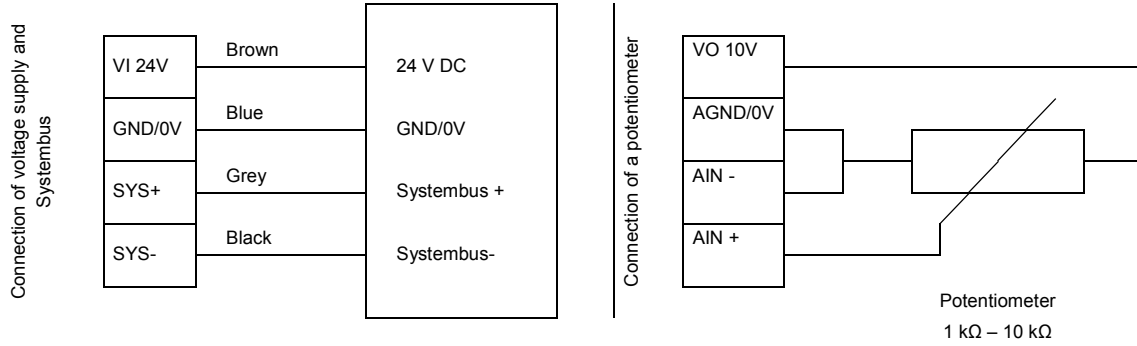 Connection of voltage supply and
Systembus
VI 24V
Brown
24 V DC
GND/0V
Blue
GND/0V
SYS+
Grey
Systembus +
SYS-
Black
Systembus-
Connection of a potentiometer
VO 10V
AGND/0V
AIN -
AIN +
Potentiometer
1 kΩ – 10 kΩ